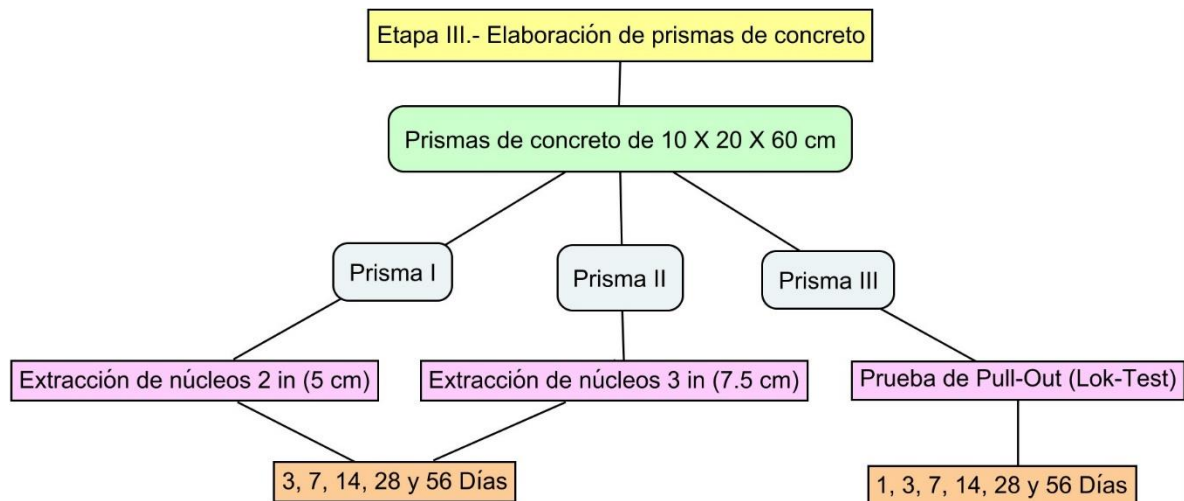 Etapa III.- Elaboración de prismas de concreto
Prismas de concreto de 10 X 20 X 60 cm
Prisma I
Prisma II
Prisma III
Extracción de núcleos 2 in (5 cm)
Extracción de núcleos 3 in (7.5 cm)
Prueba de Pull-Out (Lok-Test)
3, 7, 14, 28 y 56 Días
1, 3, 7, 14, 28 y 56 Días